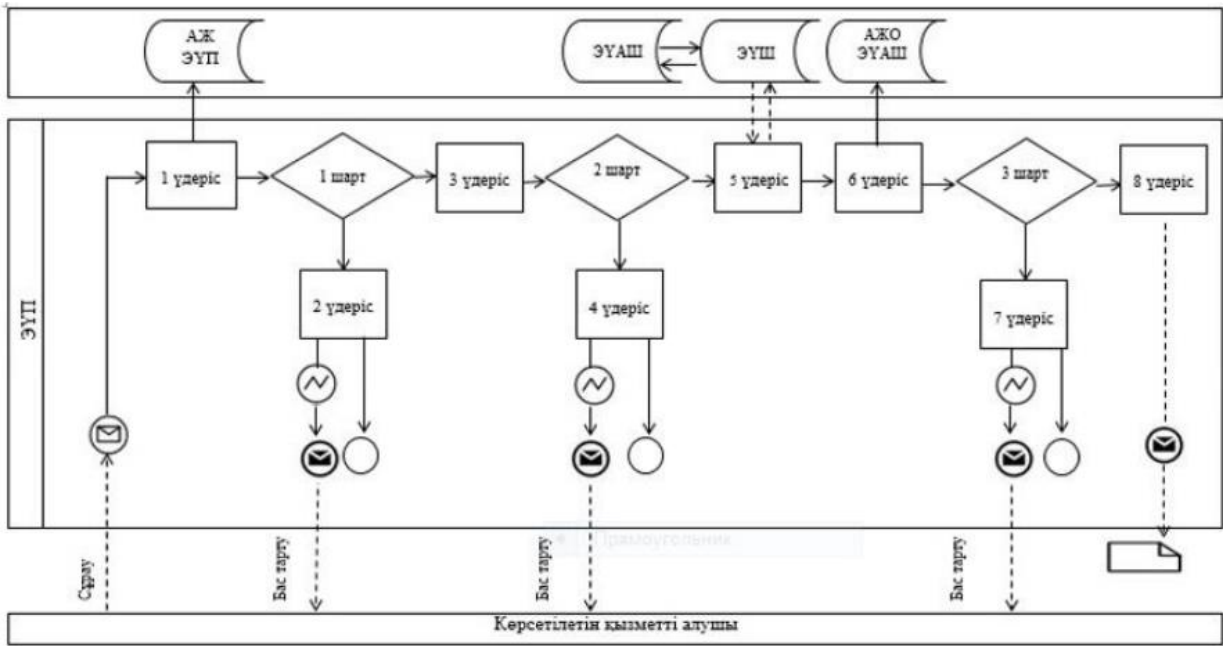 АЖ
ЭҮП
ЭҮАШ
ЭҮШ
АЖО
ЭҮАШ
ЭҮП
1 үдеріс
1 шарт
3 үдеріс
2 шарт
5 үдеріс
6 үдеріс
3 шарт
8 үдеріс
2 үдеріс
4 үдеріс
7 үдеріс
Прямоугольник
Сұрау
Бас тарту
Бас тарту
Бас тарту
Көрсетілетін қызметті алушы